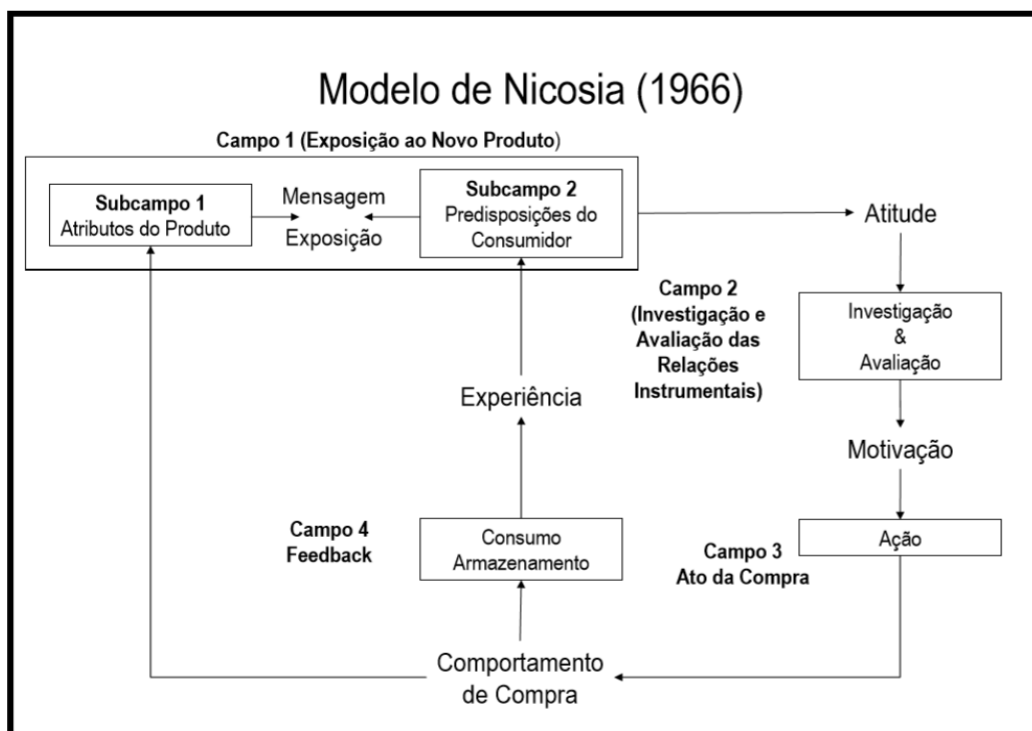 Modelo de Nicosia (1966)
Campo 1 (Exposição ao Novo Produto)
Subcampo 1
Atributos do Produto
Mensagem
Exposição
Subcampo 2
Predisposições do
Consumidor
Atitude
Campo 2
(Investigação e
Avaliação das
Relações
Instrumentais)
Investigação
&
Avaliação
Experiência
Motivação
Campo 4
Feedback
Consumo
Armazenamento
Campo 3
Ato da Compra
Ação
Comportamento
de Compra